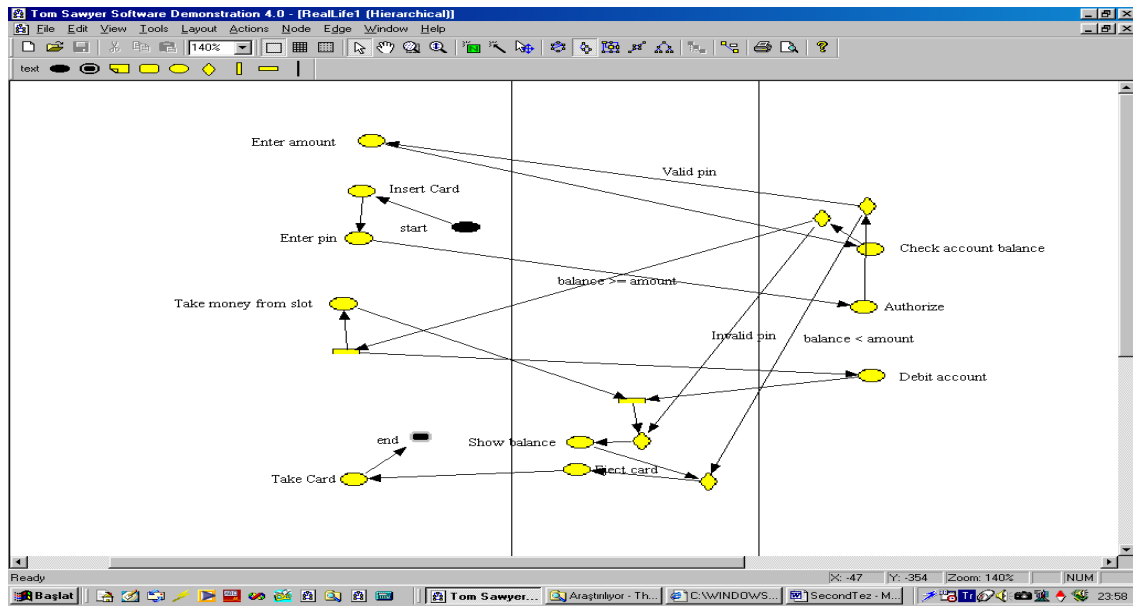 Tom Sawyer Software Demonstration 4.0 - [RealLife1 (Hierarchical)]
File Edit View Tools Layout Actions Node Edge Window Help
140%
text
Enter amount
Valid pin
Insert Card
start
Enter pin
Check account balance
balance >= amount
Take money from slot
Authorize
Invalid pin
balance < amount
Debit account
end
Show balance
Eject card
Take Card
Ready
X: -47 Y: -354 Zoom: 140% NUM
Başlat Tom Sawyer... Araştırılıyor - Th... C:\WINDOWS... SecondTez - M... Tr 23:58